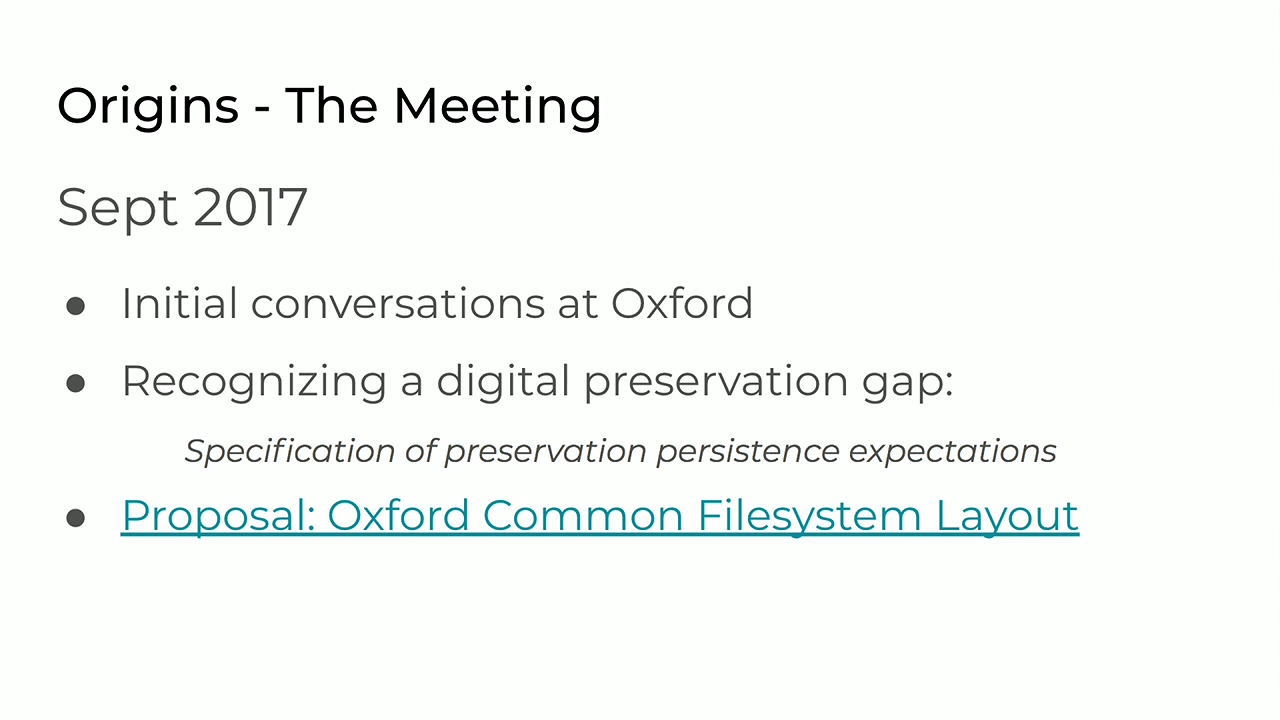 Origins - The Meeting
Sept 2017
● Initial conversations at Oxford
● Recognizing a digital preservation gap:
Specification of preservation persistence expectations
● Proposal: Oxford Common Filesystem Layout